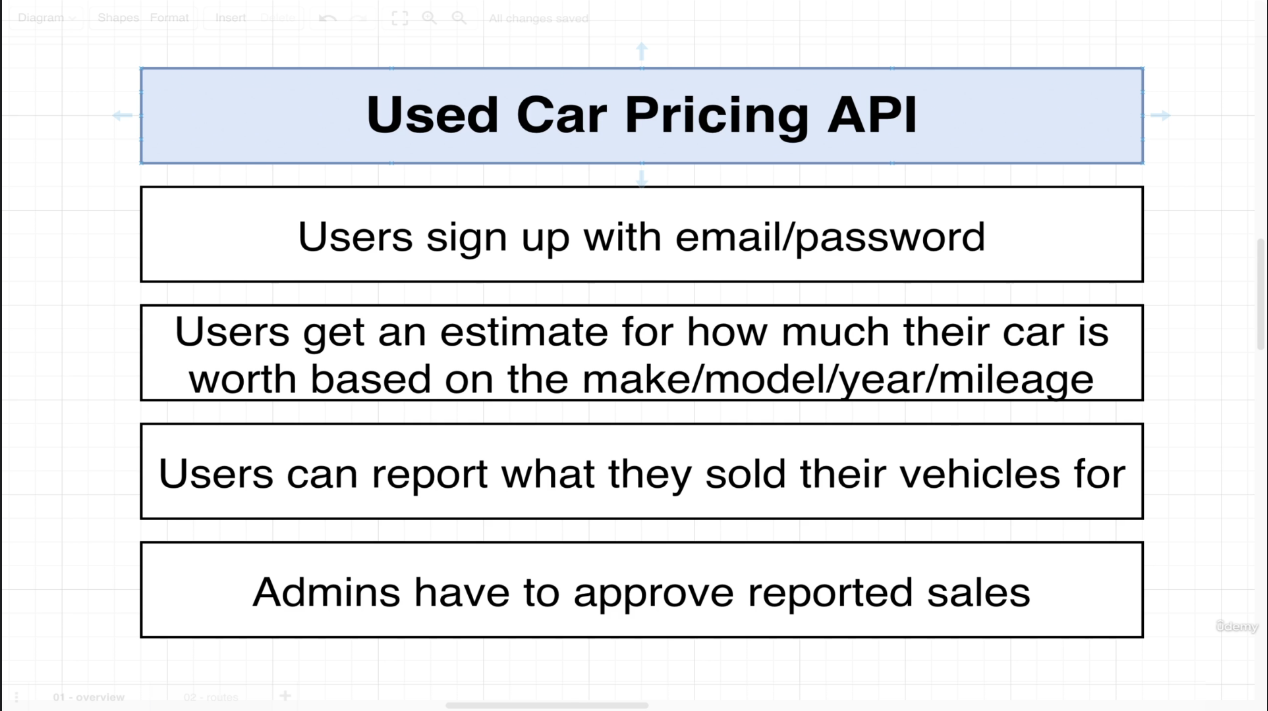 Diagram Shapes Format Insert All changes saved
Used Car Pricing API
Users sign up with email/password
Users get an estimate for how much their car is
worth based on the make/model/year/mileage
Users can report what they sold their vehicles for
Admins have to approve reported sales
ûdemy
01 - overview 02 - routes